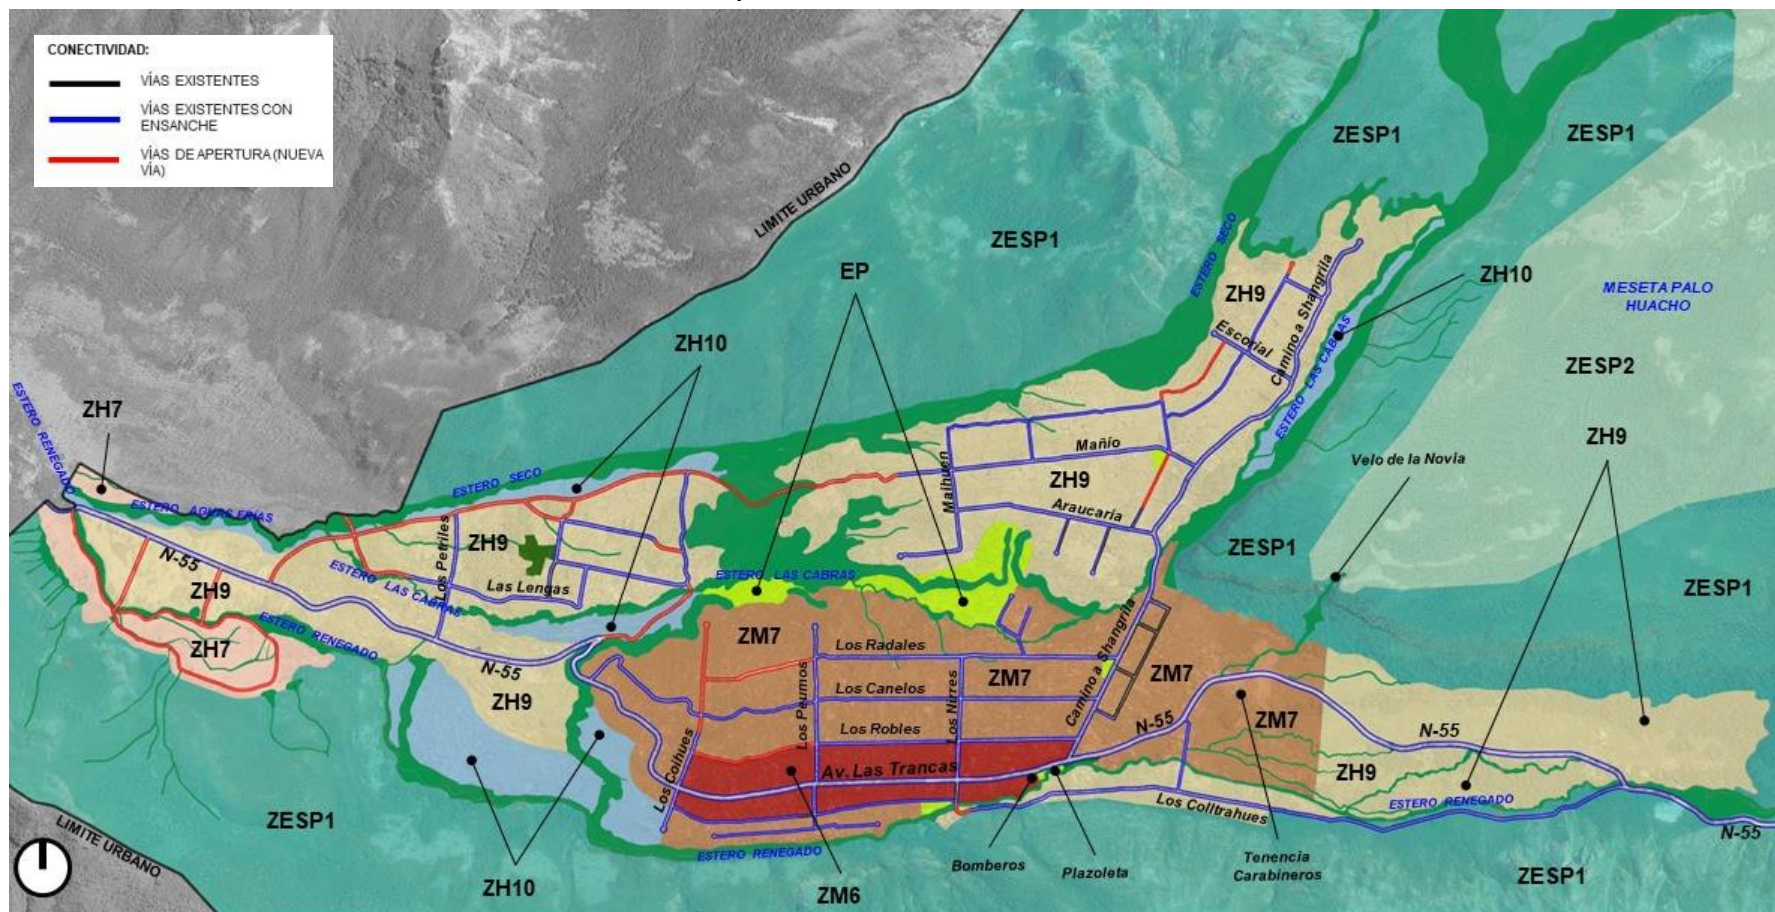 CONECTIVIDAD:
VÍAS EXISTENTES
VÍAS EXISTENTES CON
ENSANCHE
VÍAS DE APERTURA (NUEVA
VÍA)
LIMITE URBANO
ZESP1
ZESP1
ZESP1
ESTERO SECO
EP
ZH10
ZH9
Camino a Shangrila
MESETA PALO
HUACHO
ZH10
Escorial
ESTERO LAS CABRAS
ZESP2
ZH7
ESTERO RENEGADO
ZH9
Mañío
Velo de la Novia
ESTERO SECO
Maihuen
ZH9
ESTERO AGUAS FRÍAS
Araucaria
Los Petriles
ZH9
ZESP1
N-55
ESTERO LAS CABRAS
ZH9
Las Lengas
ESTERO LAS CABRAS
ZESP1
ESTERO RENEGADO
ZH7
ZM7
Los Radales
Camino a Shangrila
N-55
ZM7
ZM7
Los Canelos
Los Peumos
Los Ñirres
ZH9
ZM7
N-55
Los Robles
N-55
Los Coihues
Av. Las Trancas
ZH9
Los Colltrahues
ESTERO RENEGADO
ZESP1
LIMITE URBANO
N-55
ESTERO RENEGADO
Bomberos
Plazoleta
Tenencia
Carabineros
ZESP1
ZH10
ZM6